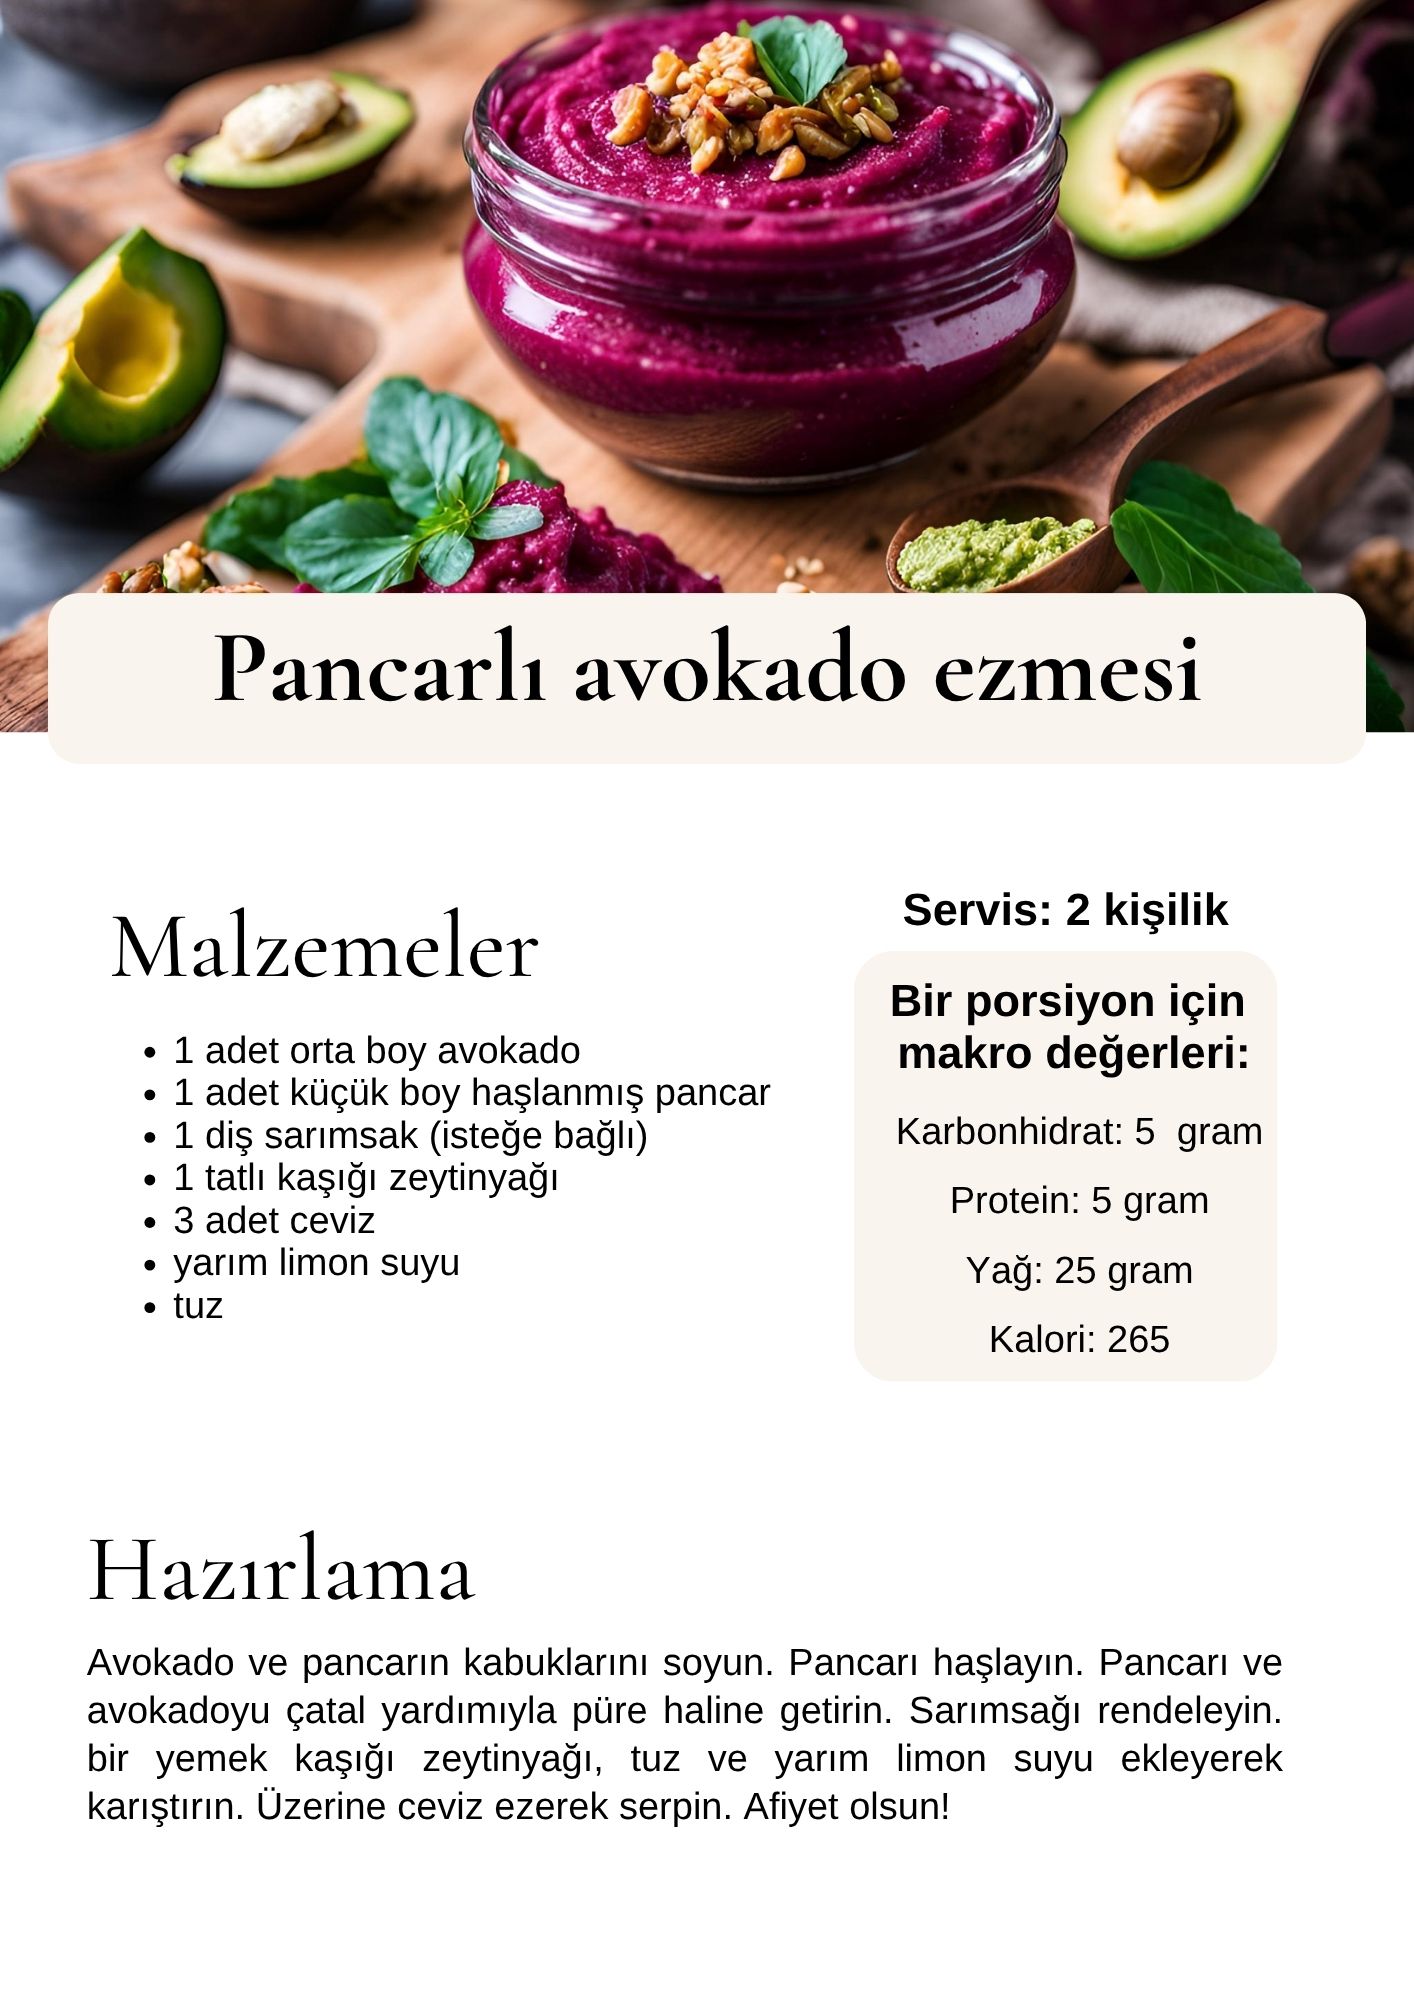 Pancarlı avokado ezmesi
Malzemeler
• 1 adet orta boy avokado
• 1 adet küçük boy haşlanmış pancar
• 1 diş sarımsak (isteğe bağlı)
• 1 tatlı kaşığı zeytinyağı
• 3 adet ceviz
• yarım limon suyu
• tuz
Servis: 2 kişilik
Bir porsiyon için
makro değerleri:
Karbonhidrat: 5  gram
Protein: 5 gram
Yağ: 25 gram
Kalori: 265
Hazırlama
Avokado ve pancarın kabuklarını soyun. Pancarı haşlayın. Pancarı ve
avokadoyu çatal yardımıyla püre haline getirin. Sarımsağı rendeleyin.
bir yemek kaşığı zeytinyağı, tuz ve yarım limon suyu ekleyerek
karıştırın. Üzerine ceviz ezerek serpin. Afiyet olsun!